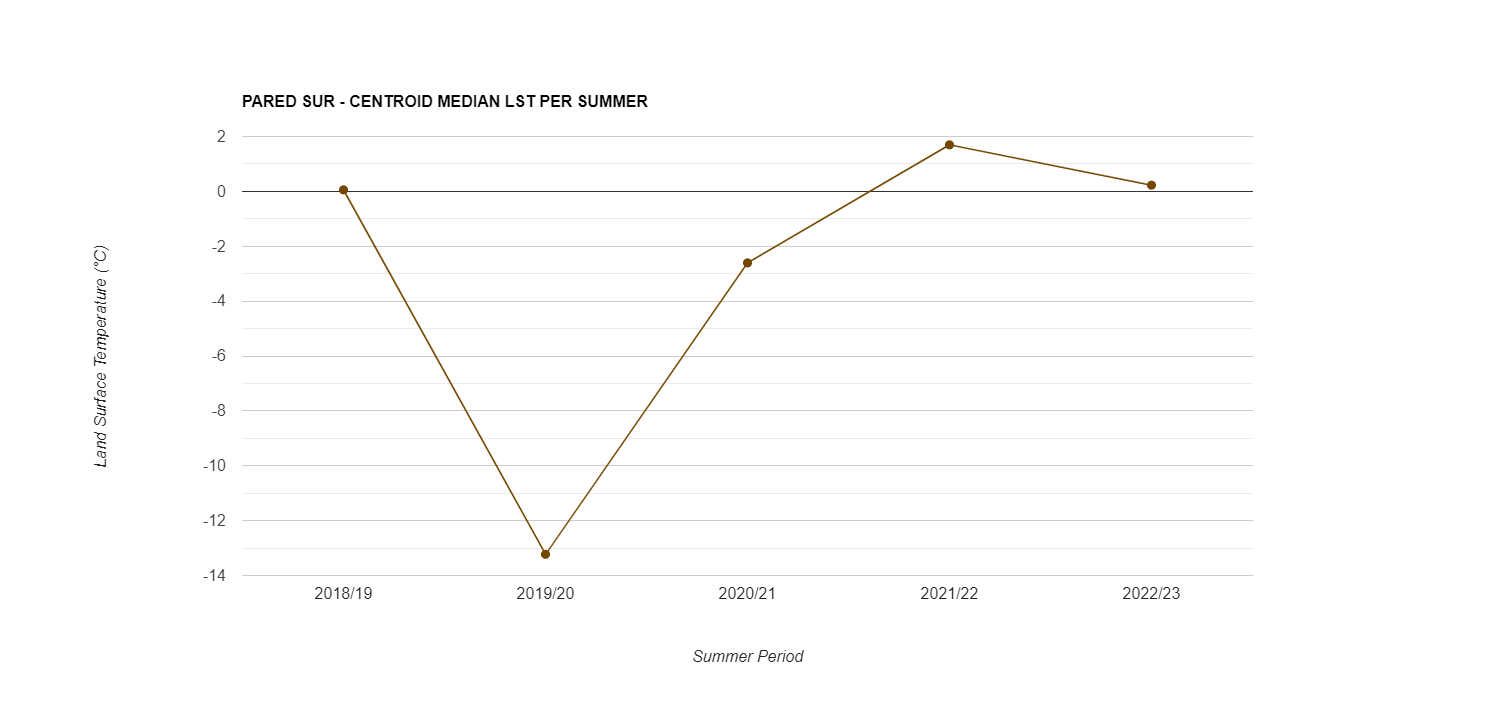 PARED SUR - CENTROID MEDIAN LST PER SUMMER
2
0
-2
-4
-6
-8
-10
-12
-14
Land Surface Temperature (°C)
2018/19 2019/20 2020/21 2021/22 2022/23
Summer Period